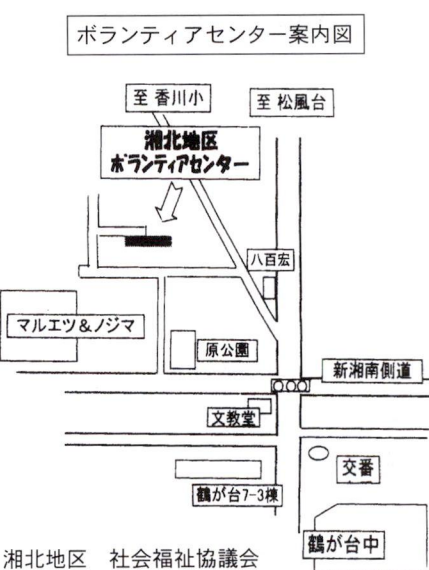 ボランティアセンター案内図
至 香川小
至 松風台
湘北地区
ボランティアセンター
八百宏
マルエツ&ノジマ
原公園
新湘南側道
文教堂
交番
鶴が台7-3棟
鶴が台中
湘北地区　社会福祉協議会